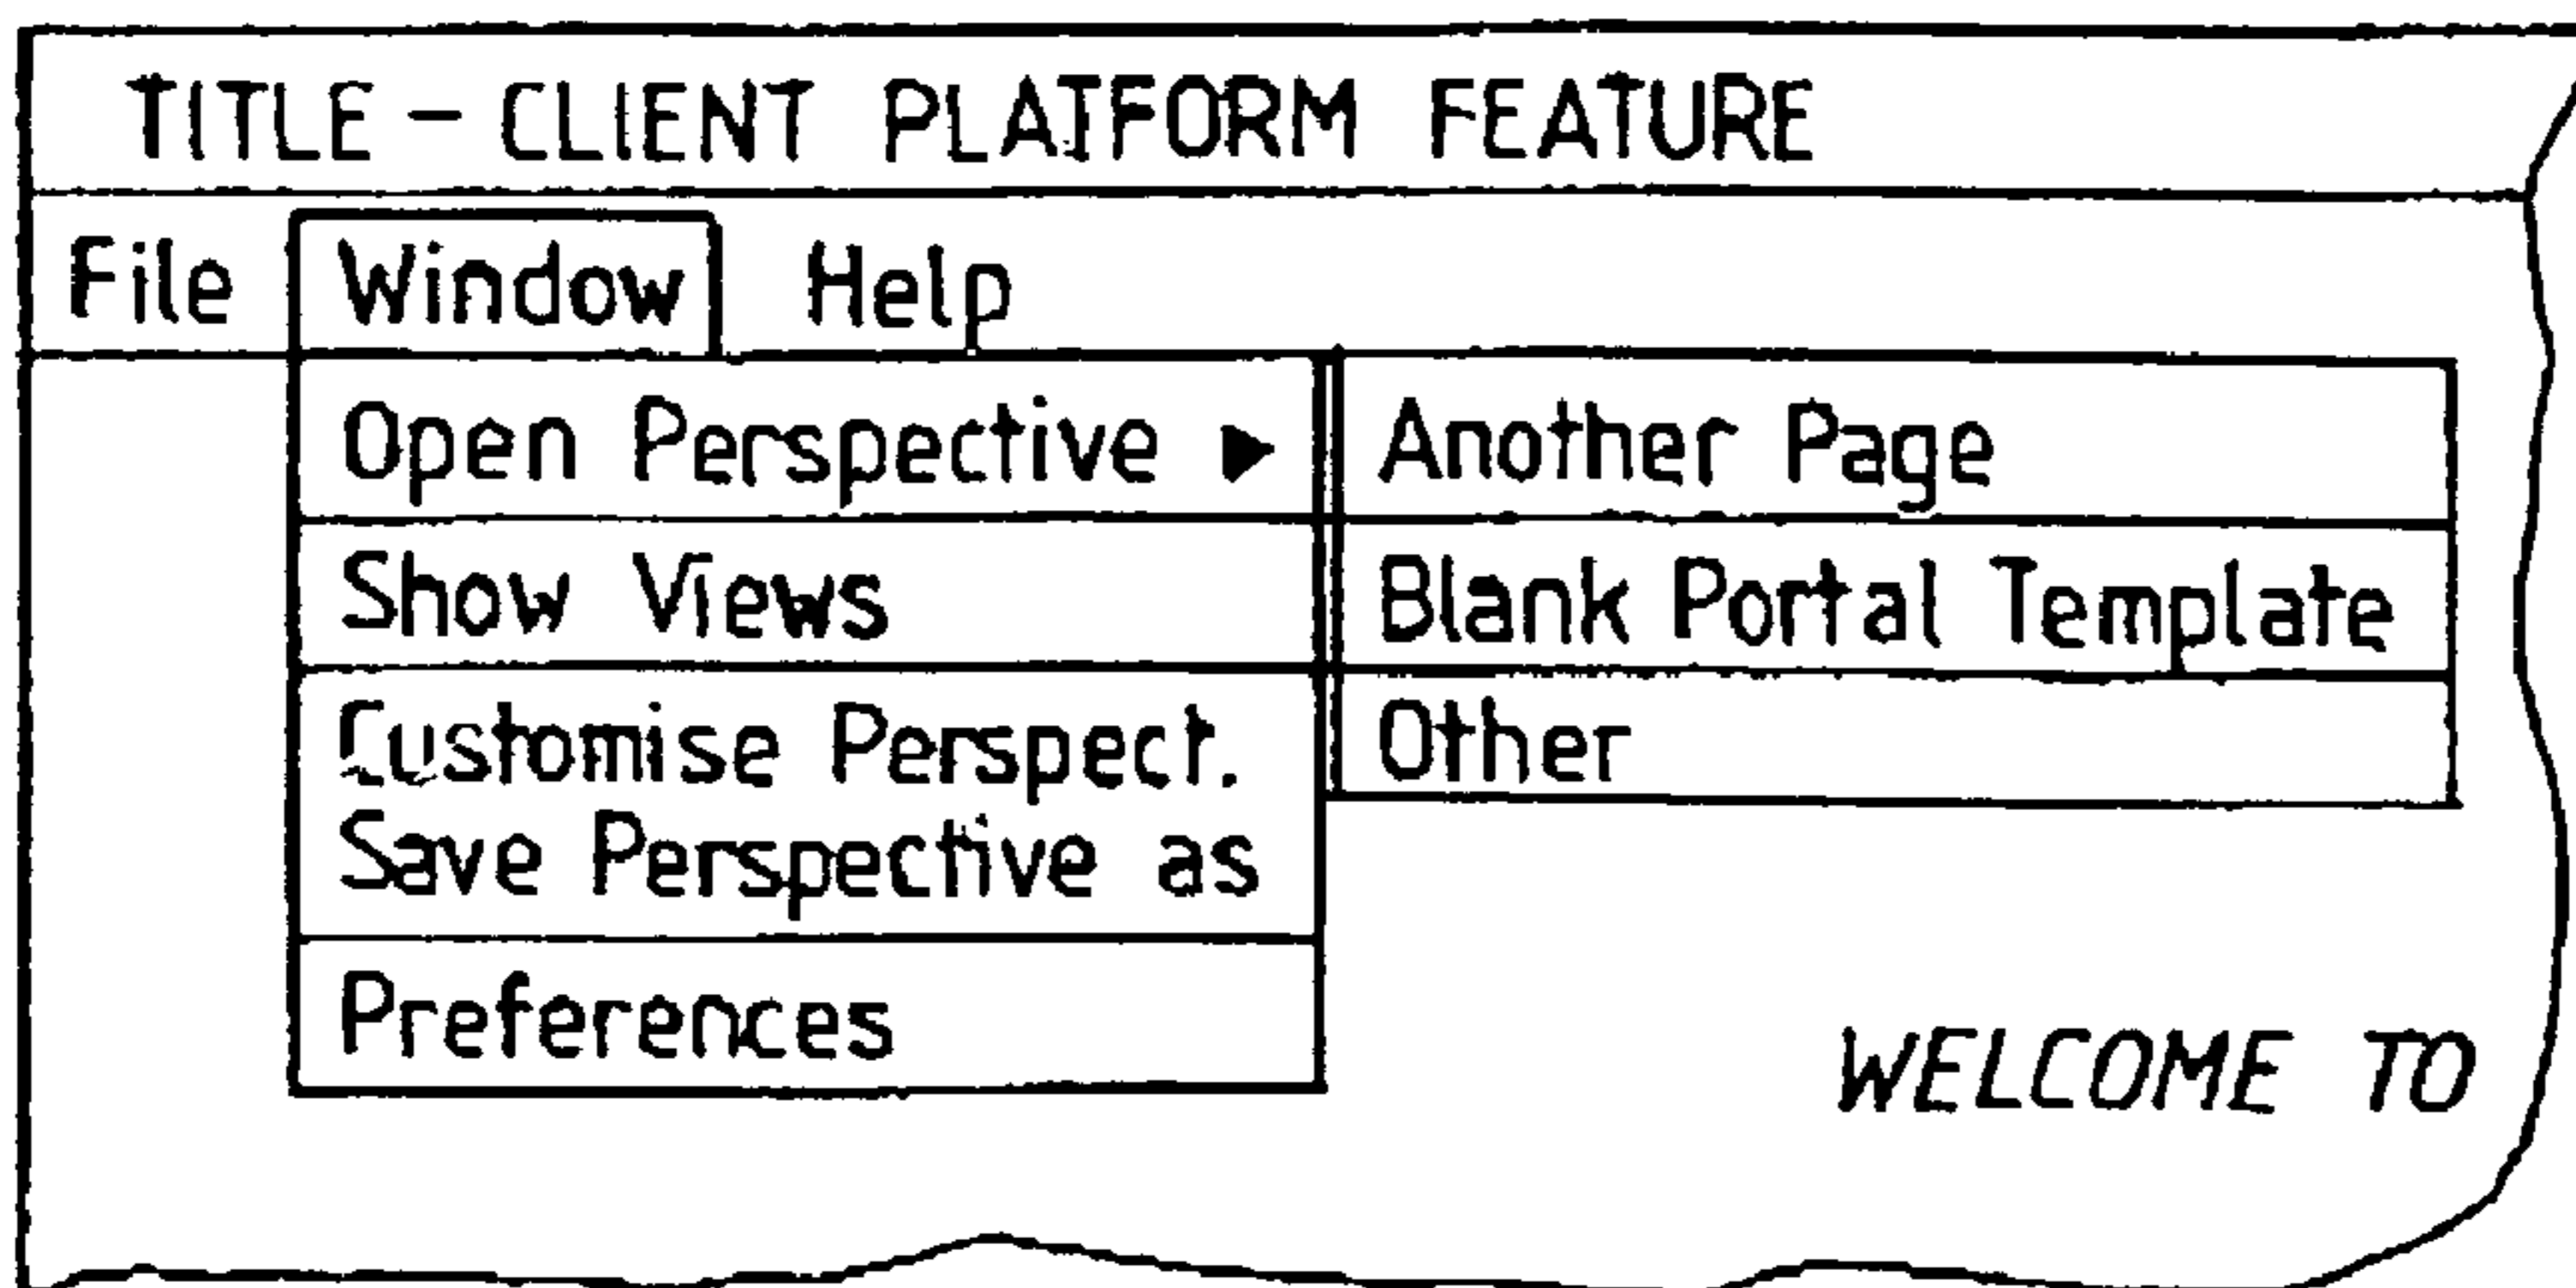 TITLE - CLIENT PLATFORM FEATURE
File Window Help
Open Perspective ▶
Show Views
Customise Perspect.
Save Perspective as
Preferences
Another Page
Blank Portal Template
Other
WELCOME TO